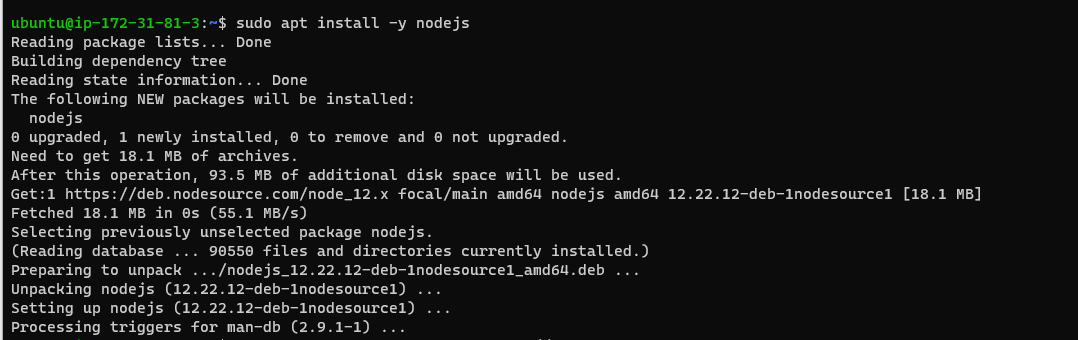 ubuntu@ip-172-31-81-3:~$ sudo apt install -y nodejs
Reading package lists... Done
Building dependency tree
Reading state information... Done
The following NEW packages will be installed:
  nodejs
0 upgraded, 1 newly installed, 0 to remove and 0 not upgraded.
Need to get 18.1 MB of archives.
After this operation, 93.5 MB of additional disk space will be used.
Get:1 https://deb.nodesource.com/node_12.x focal/main amd64 nodejs amd64 12.22.12-deb-1nodesource1 [18.1 MB]
Fetched 18.1 MB in 0s (55.1 MB/s)
Selecting previously unselected package nodejs.
(Reading database ... 90550 files and directories currently installed.)
Preparing to unpack .../nodejs_12.22.12-deb-1nodesource1_amd64.deb ...
Unpacking nodejs (12.22.12-deb-1nodesource1) ...
Setting up nodejs (12.22.12-deb-1nodesource1) ...
Processing triggers for man-db (2.9.1-1) ...